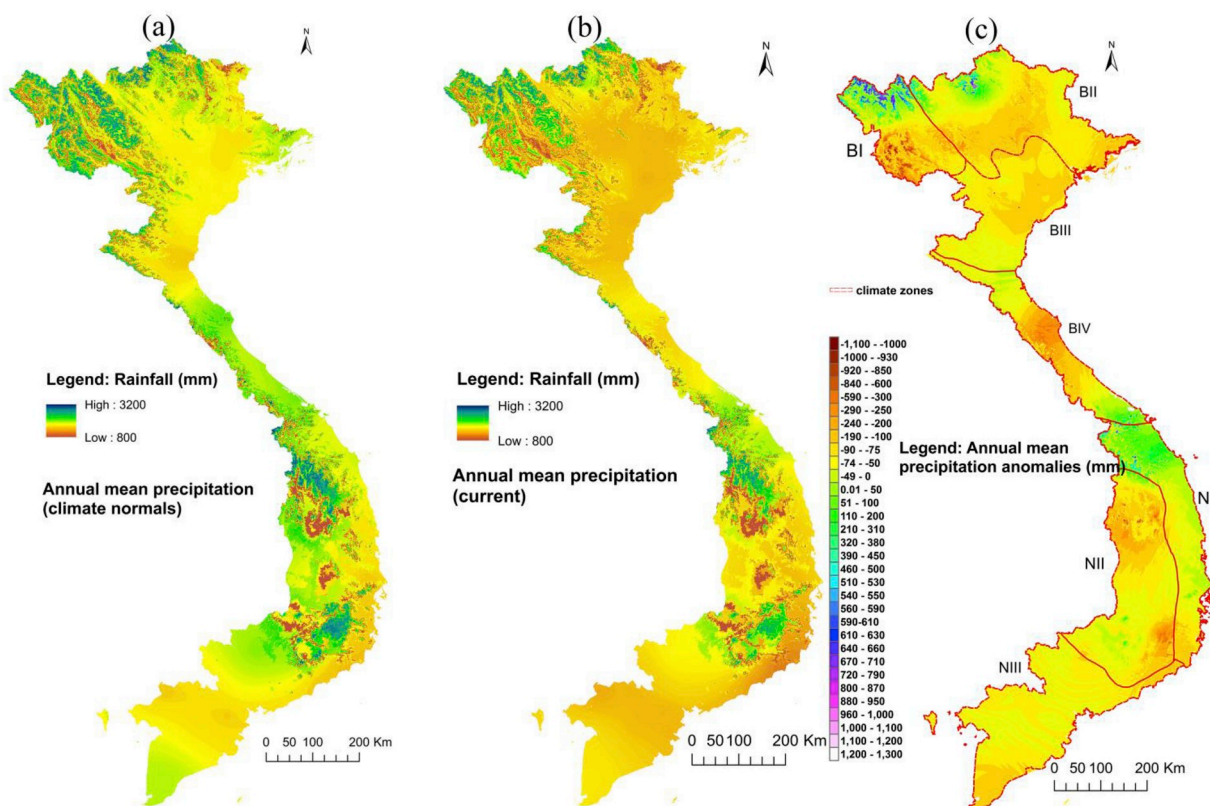 (a)
N
Legend: Rainfall (mm)
High : 3200
Low : 800
Annual mean precipitation
(climate normals)
0 50 100 200 Km
(b)
N
Legend: Rainfall (mm)
High : 3200
Low : 800
Annual mean precipitation
(current)
0 50 100 200 Km
(c)
N
BII
BI
BIII
climate zones
BIV
-1,100 - -1000
-1000 - -930
-920 - -850
-840 - -600
-590 - -300
-290 - -250
-240 - -200
-190 - -100
-90 - -75
-74 - -50
-49 - 0
0.01 - 50
51 - 100
110 - 200
210 - 310
320 - 380
390 - 450
460 - 500
510 - 530
540 - 550
560 - 590
590-610
610 - 630
640 - 660
670 - 710
720 - 790
800 - 870
880 - 950
960 - 1,000
1,000 - 1,100
1,100 - 1,200
1,200 - 1,300
Legend: Annual mean
precipitation anomalies (mm)
N
NII
NIII
0 50 100 200 Km